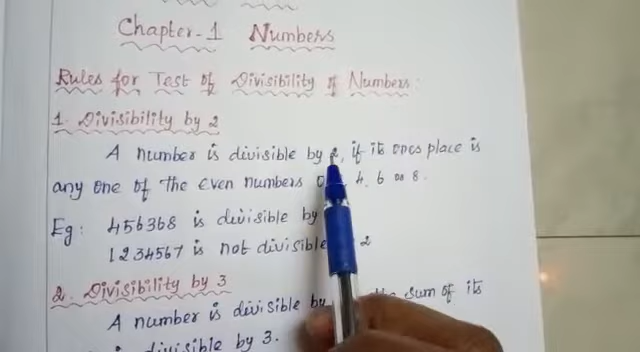 Chapter-1 Numbers
Rules for Test of Divisibility of Numbers:
1. Divisibility by 2
A number is divisible by 2, if its ones place is
any one of the even numbers 4, 6 or 8.
Eg: 456368 is divisible by
1234567 is not divisible 2
2. Divisibility by 3
A number is divisible by sum of its
divisible by 3.